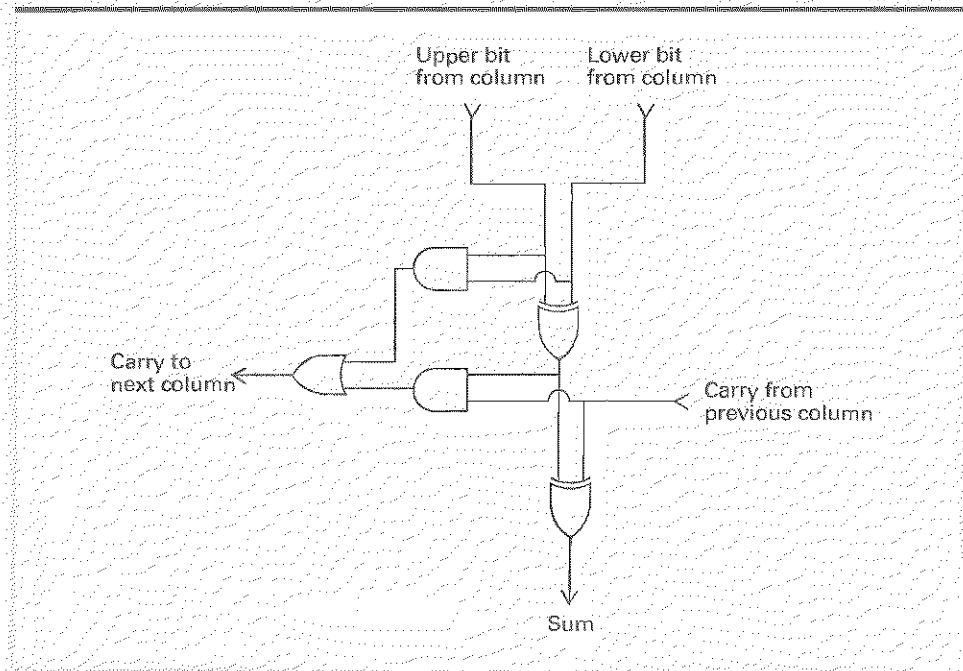 Upper bit
from column
Lower bit
from column
Carry to
next column
Carry from
previous column
Sum